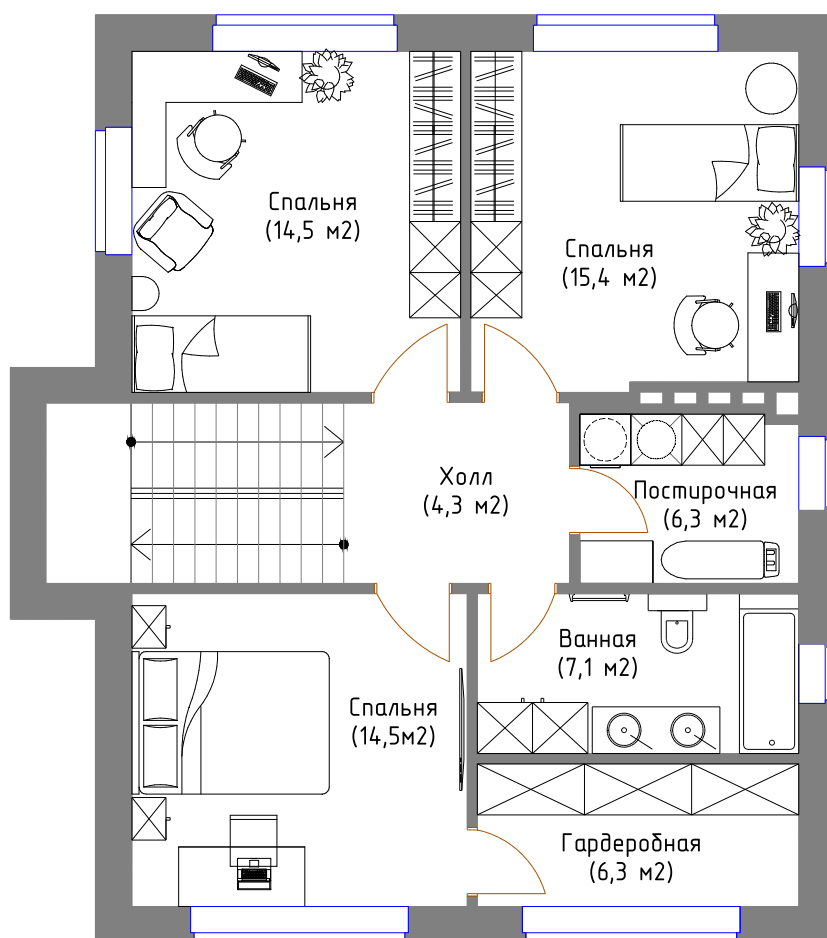 Спальня
(14,5 м2)
Спальня
(15,4 м2)
Холл
(4,3 м2)
Постирочная
(6,3 м2)
Ванная
(7,1 м2)
Спальня
(14,5м2)
Гардеробная
(6,3 м2)